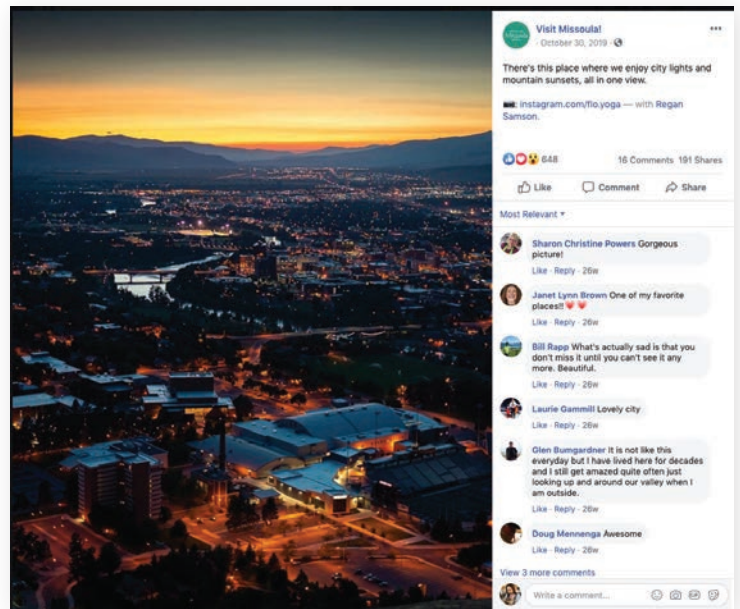 Visit Missoula!
October 30, 2019 ·
There's this place where we enjoy city lights and
mountain sunsets, all in one view.
: instagram.com/flo.yoga — with Regan
Samson.
648
16 Comments 191 Shares
Like Comment Share
Most Relevant
Sharon Christine Powers Gorgeous
picture!
Like · Reply · 26w
Janet Lynn Brown One of my favorite
places!!
Like · Reply · 26w
Bill Rapp What's actually sad is that you
don't miss it until you can't see it any
more. Beautiful.
Like · Reply · 26w
Laurie Gammill Lovely city
Like · Reply · 26w
Glen Bumgardner It is not like this
everyday but I have lived here for decades
and I still get amazed quite often just
looking up and around our valley when I
am outside.
Like · Reply · 26w
Doug Mennenga Awesome
Like · Reply · 26w
View 3 more comments
Write a comment...